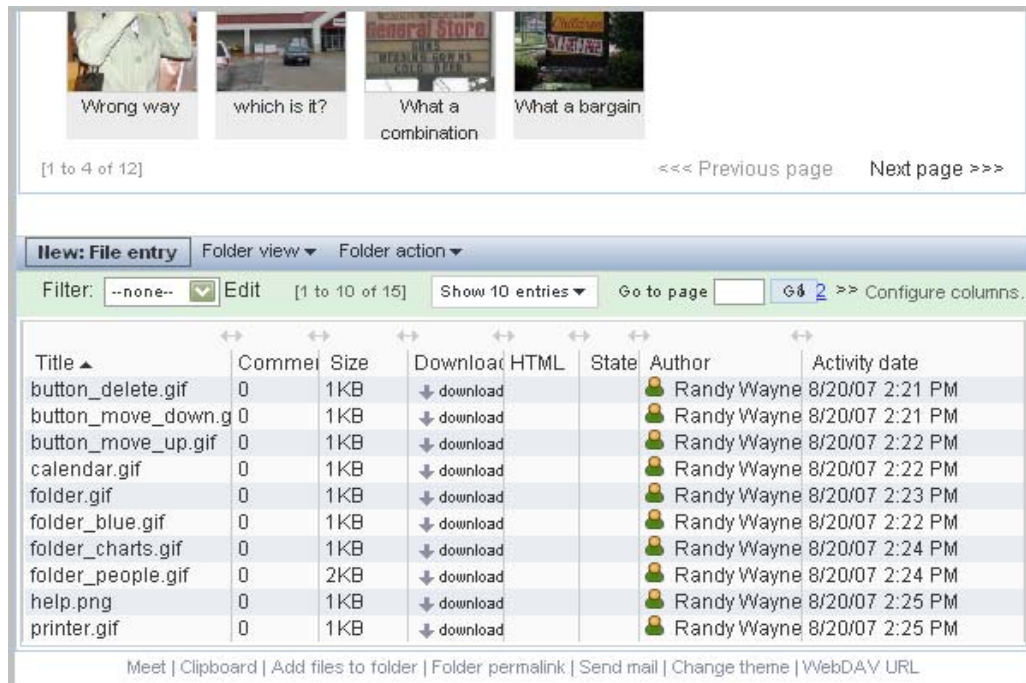 General Store
GUNS
WEDDING GOWNS
COLD BEER
Children
Wrong way
which is it?
What a combination
What a bargain
[1 to 4 of 12]
<<< Previous page Next page >>>
New: File entry Folder view Folder action
Filter: --none-- Edit [1 to 10 of 15] Show 10 entries Go to page 2 >> Configure columns.
Title Commen Size Download HTML State Author Activity date
button_delete.gif 0 1KB download Randy Wayne 8/20/07 2:21 PM
button_move_down.g 0 1KB download Randy Wayne 8/20/07 2:21 PM
button_move_up.gif 0 1KB download Randy Wayne 8/20/07 2:22 PM
calendar.gif 0 1KB download Randy Wayne 8/20/07 2:22 PM
folder.gif 0 1KB download Randy Wayne 8/20/07 2:23 PM
folder_blue.gif 0 1KB download Randy Wayne 8/20/07 2:22 PM
folder_charts.gif 0 1KB download Randy Wayne 8/20/07 2:24 PM
folder_people.gif 0 2KB download Randy Wayne 8/20/07 2:24 PM
help.png 0 1KB download Randy Wayne 8/20/07 2:25 PM
printer.gif 0 1KB download Randy Wayne 8/20/07 2:25 PM
Meet | Clipboard | Add files to folder | Folder permalink | Send mail | Change theme | WebDAV URL